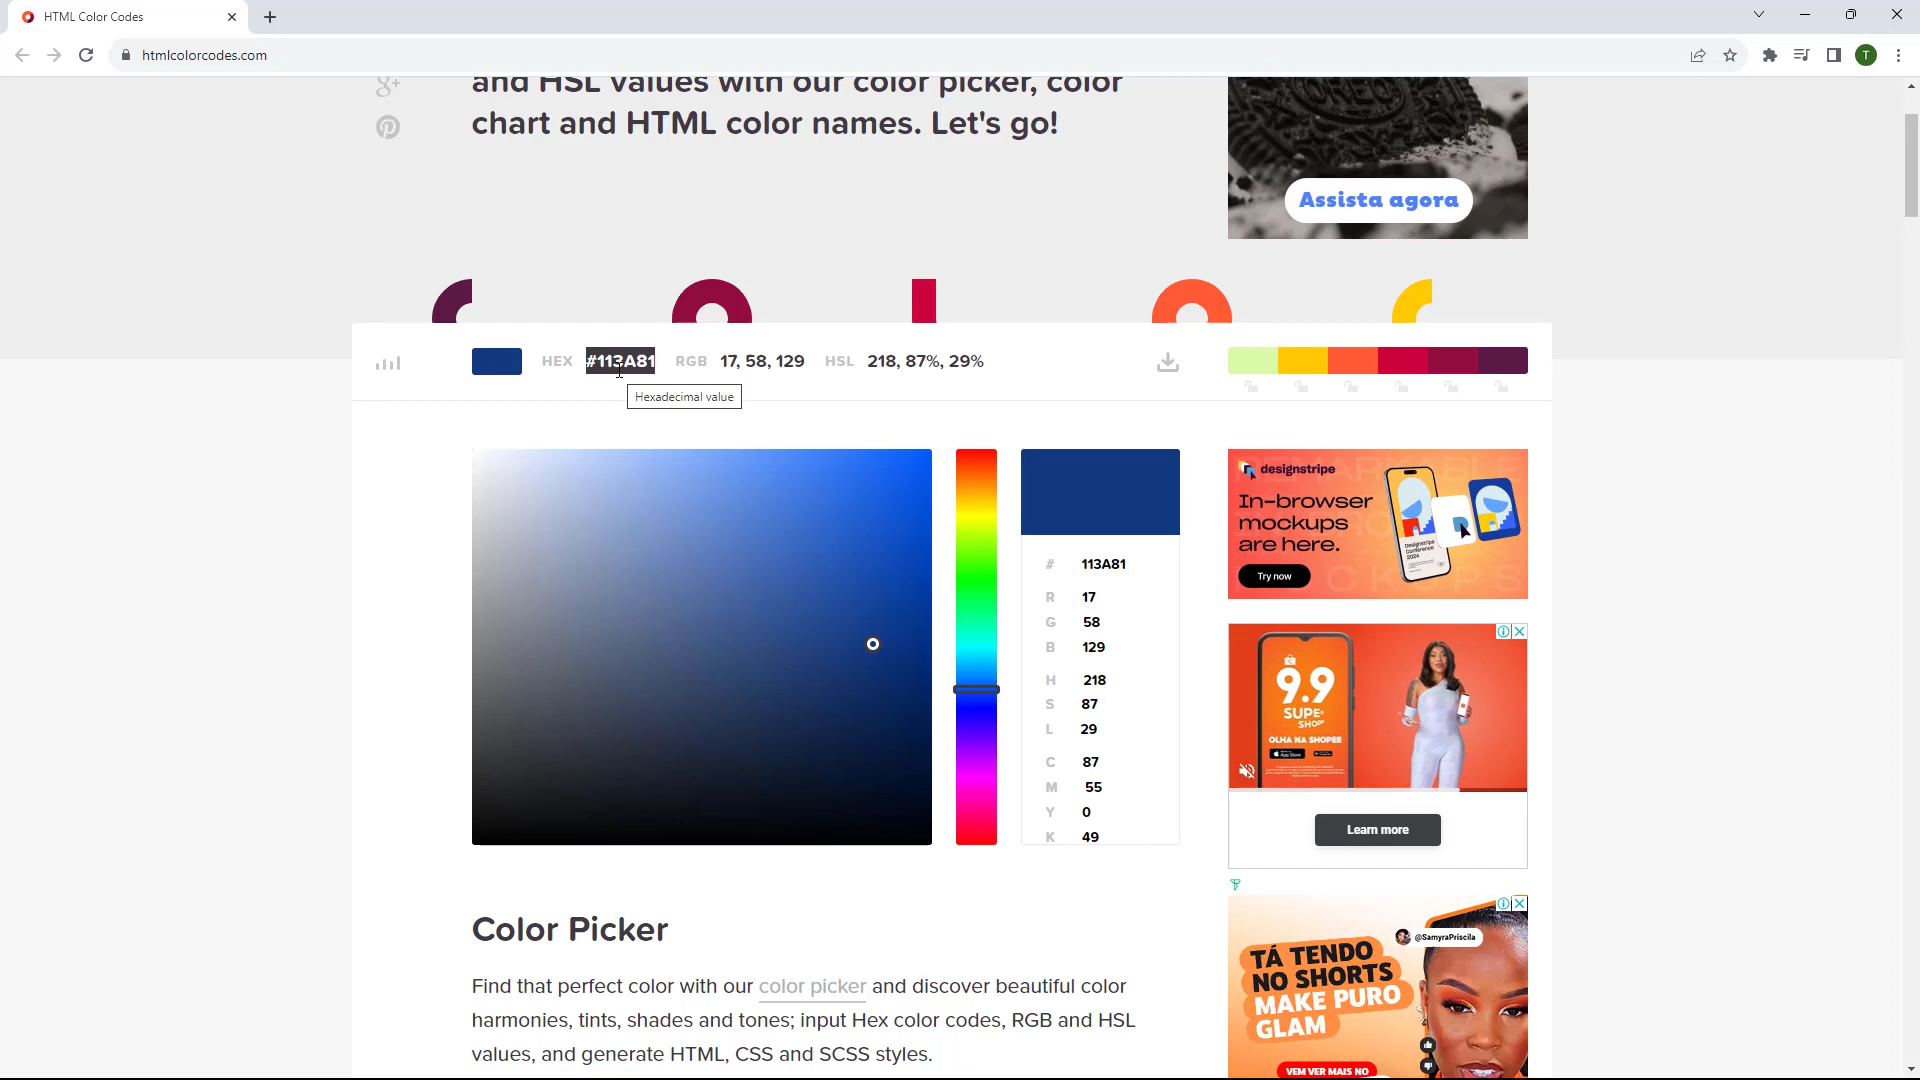 HTML Color Codes
htmlcolorcodes.com
T
g+
and HSL values with our color picker, color
chart and HTML color names. Let's go!
Assista agora
HEX #113A81 RGB 17, 58, 129 HSL 218, 87%, 29%
Hexadecimal value
# 113A81
R 17
G 58
B 129
H 218
S 87
L 29
C 87
M 55
Y 0
K 49
designstripe
In-browser
mockups
are here.
Try now
Designstripe
Conference
2024
9.9
SUPER
SHOP
OLHA NA SHOPEE
App Store
Learn more
Color Picker
Find that perfect color with our color picker and discover beautiful color
harmonies, tints, shades and tones; input Hex color codes, RGB and HSL
values, and generate HTML, CSS and SCSS styles.
@SamyraPriscila
TÁ TENDO
NO SHORTS
MAKE PURO
GLAM
VEM VER MAIS NO